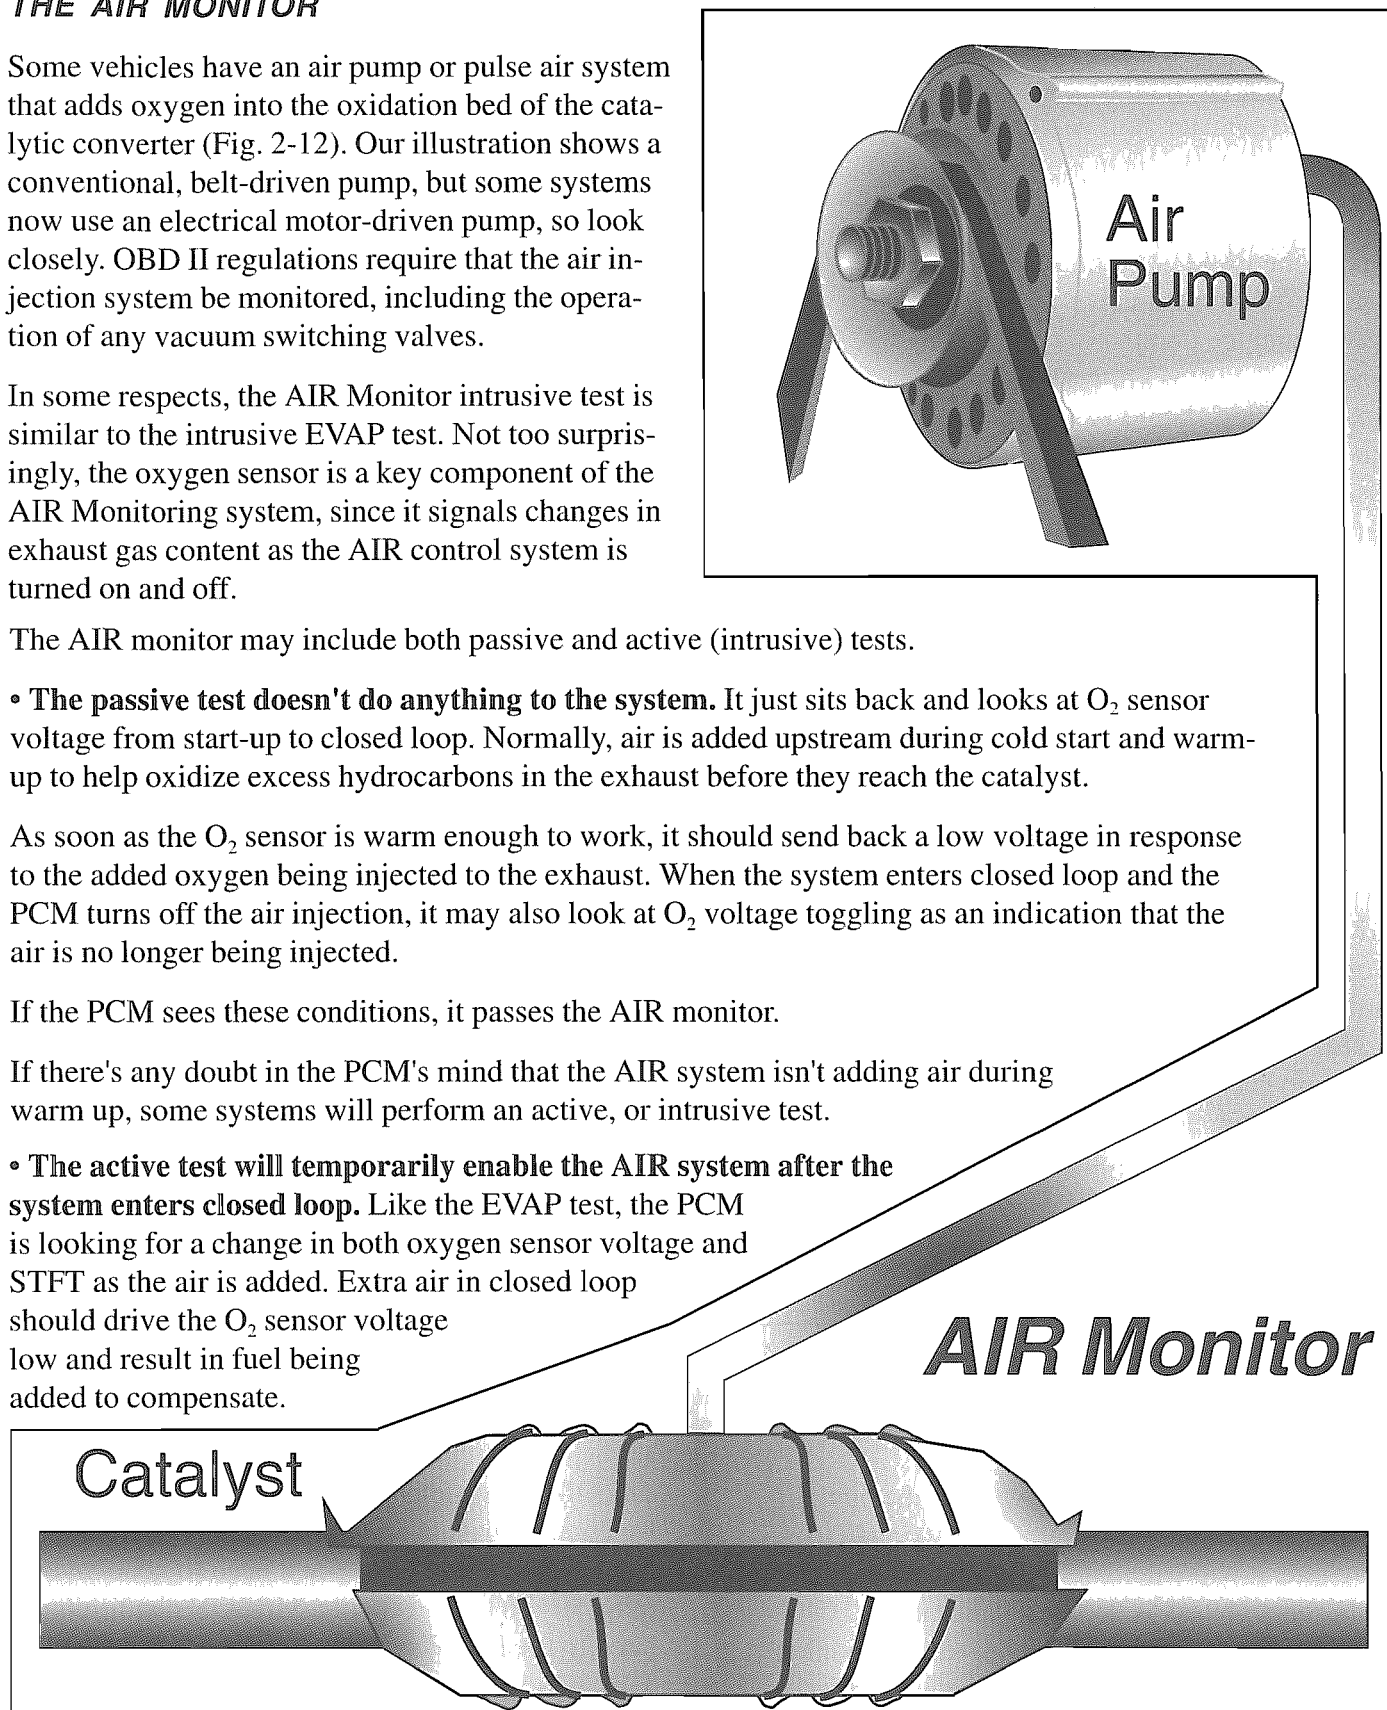 THE AIR MONITOR
Some vehicles have an air pump or pulse air system
that adds oxygen into the oxidation bed of the cata-
lytic converter (Fig. 2-12). Our illustration shows a
conventional, belt-driven pump, but some systems
now use an electrical motor-driven pump, so look
closely. OBD II regulations require that the air in-
jection system be monitored, including the opera-
tion of any vacuum switching valves.
In some respects, the AIR Monitor intrusive test is
similar to the intrusive EVAP test. Not too surpris-
ingly, the oxygen sensor is a key component of the
AIR Monitoring system, since it signals changes in
exhaust gas content as the AIR control system is
turned on and off.
Air
Pump
The AIR monitor may include both passive and active (intrusive) tests.
• The passive test doesn't do anything to the system. It just sits back and looks at O₂ sensor
voltage from start-up to closed loop. Normally, air is added upstream during cold start and warm-
up to help oxidize excess hydrocarbons in the exhaust before they reach the catalyst.
As soon as the O₂ sensor is warm enough to work, it should send back a low voltage in response
to the added oxygen being injected to the exhaust. When the system enters closed loop and the
PCM turns off the air injection, it may also look at O₂ voltage toggling as an indication that the
air is no longer being injected.
If the PCM sees these conditions, it passes the AIR monitor.
If there's any doubt in the PCM's mind that the AIR system isn't adding air during
warm up, some systems will perform an active, or intrusive test.
• The active test will temporarily enable the AIR system after the
system enters closed loop. Like the EVAP test, the PCM
is looking for a change in both oxygen sensor voltage and
STFT as the air is added. Extra air in closed loop
should drive the O₂ sensor voltage
low and result in fuel being
added to compensate.
AIR Monitor
Catalyst